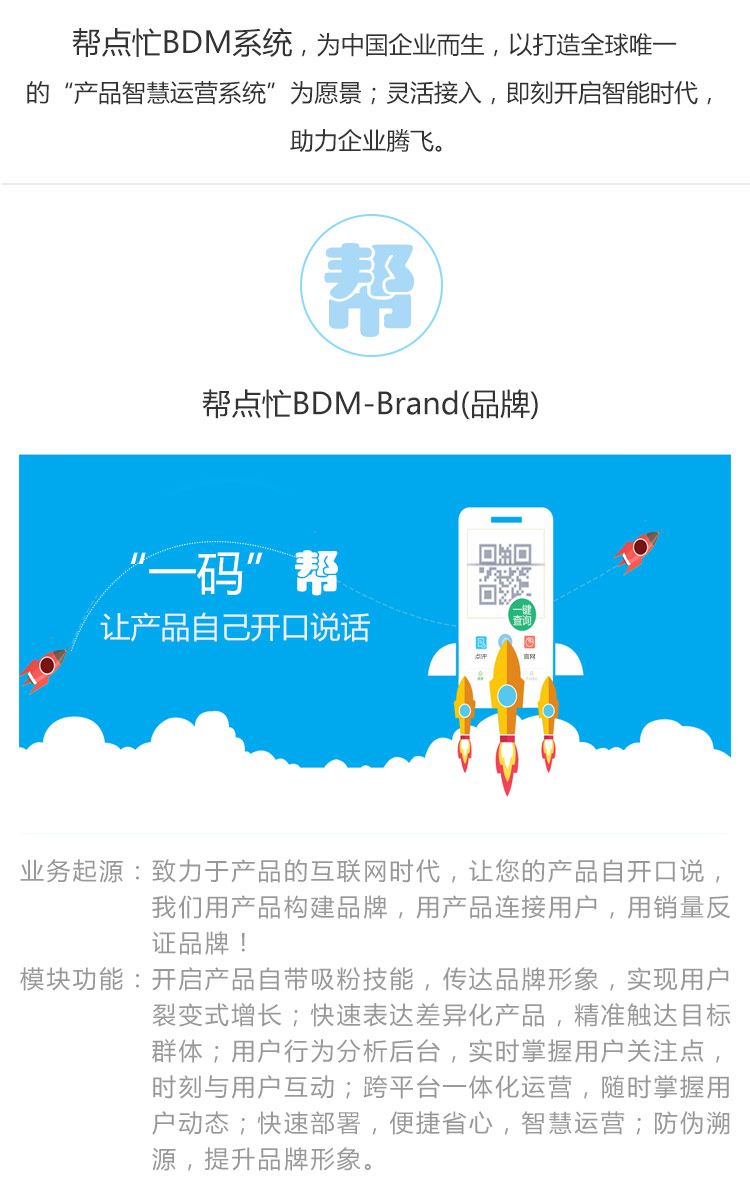 帮点忙BDM系统，为中国企业而生，以打造全球唯一
的“产品智慧运营系统”为愿景；灵活接入，即刻开启智能时代，
助力企业腾飞。
帮
帮点忙BDM-Brand(品牌)
“一码”帮
让产品自己开口说话
一键
查询
点评
官网
业务起源：致力于产品的互联网时代，让您的产品自开口说，
我们用产品构建品牌，用产品连接用户，用销量反
证品牌！
模块功能：开启产品自带吸粉技能，传达品牌形象，实现用户
裂变式增长；快速表达差异化产品，精准触达目标
群体；用户行为分析后台，实时掌握用户关注点，
时刻与用户互动；跨平台一体化运营，随时掌握用
户动态；快速部署，便捷省心，智慧运营；防伪溯
源，提升品牌形象。